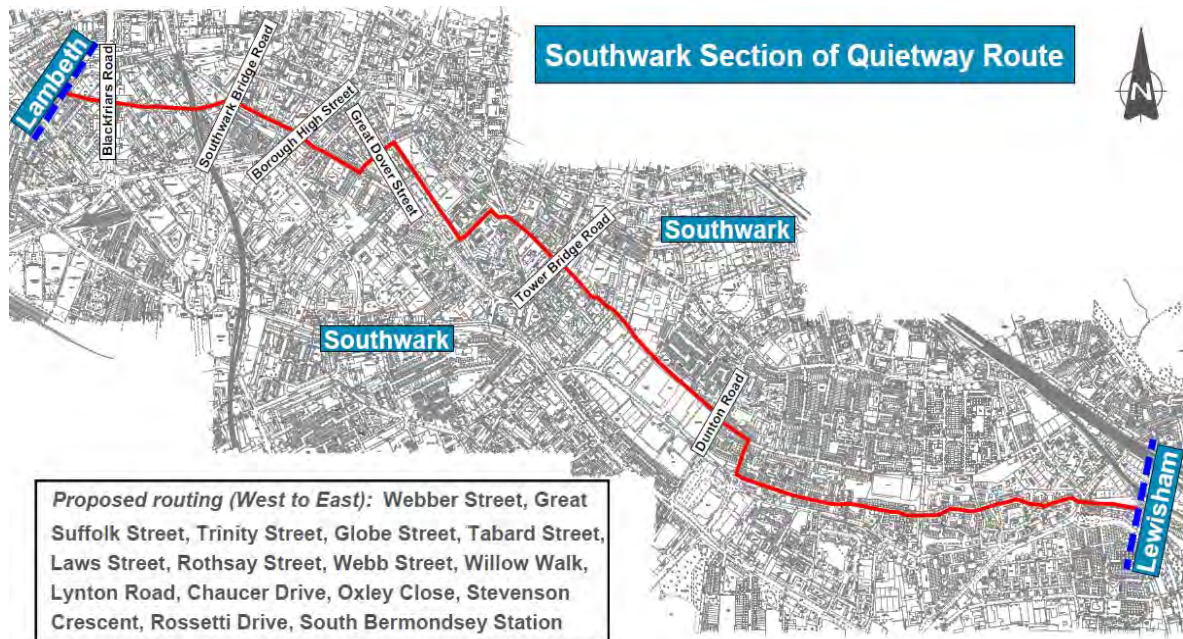 Southwark Section of Quietway Route
N
Lambeth
Blackfriars Road
Southwark Bridge Road
Borough High Street
Great Dover Street
Tower Bridge Road
Southwark
Southwark
Dunton Road
Lewisham
Proposed routing (West to East): Webber Street, Great
Suffolk Street, Trinity Street, Globe Street, Tabard Street,
Laws Street, Rothsay Street, Webb Street, Willow Walk,
Lynton Road, Chaucer Drive, Oxley Close, Stevenson
Crescent, Rossetti Drive, South Bermondsey Station